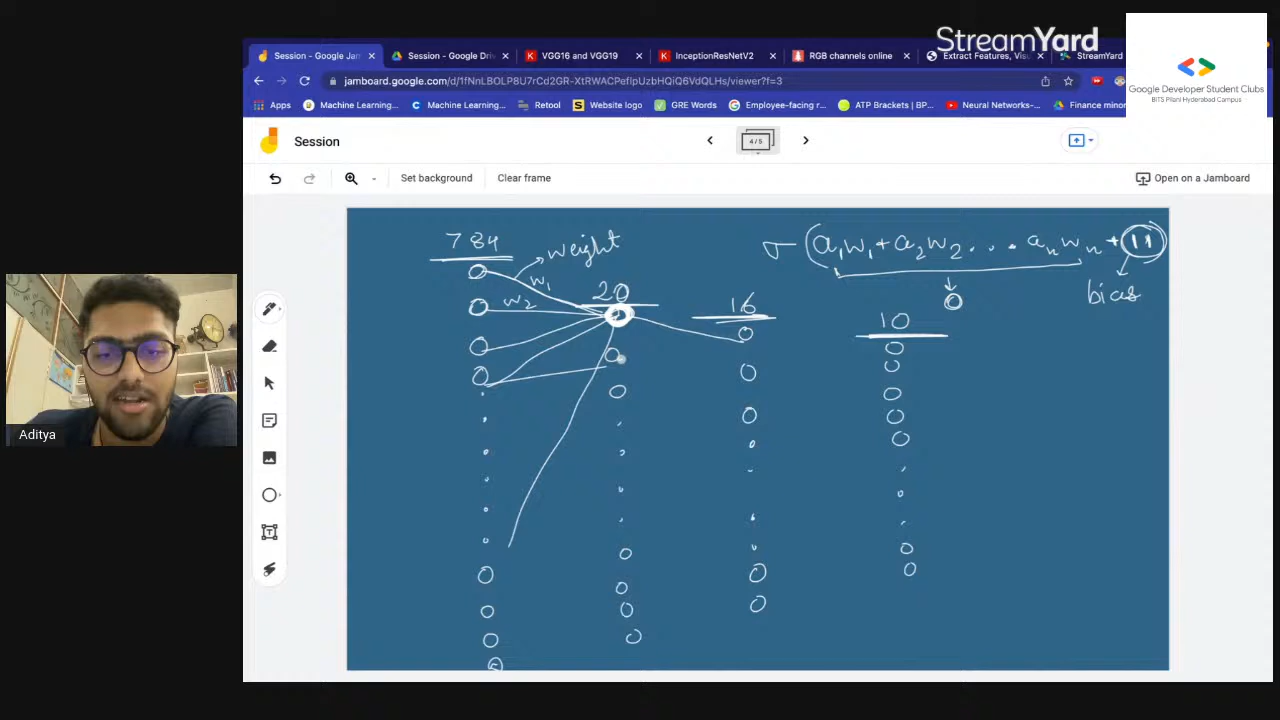 StreamYard
Google Developer Student Clubs
BITS Pilani Hyderabad Campus
Session - Google Jam
Session - Google Driv
VGG16 and VGG19
InceptionResNetV2
RGB channels online
Extract Features, Visu
StreamYard
jamboard.google.com/d/
/viewer?f=3
Apps
Machine Learning...
Machine Learning,...
Retool
Website logo
GRE Words
Employee-facing r...
ATP Brackets | BP...
Neural Networks-...
Finance minor
Session
4/5
Set background
Clear frame
Open on a Jamboard
784
weight
σ (a₁w₁+a₂w₂. . . . aₙwₙ + 11)
w₁
w₂
20
16
10
0
bias
Aditya